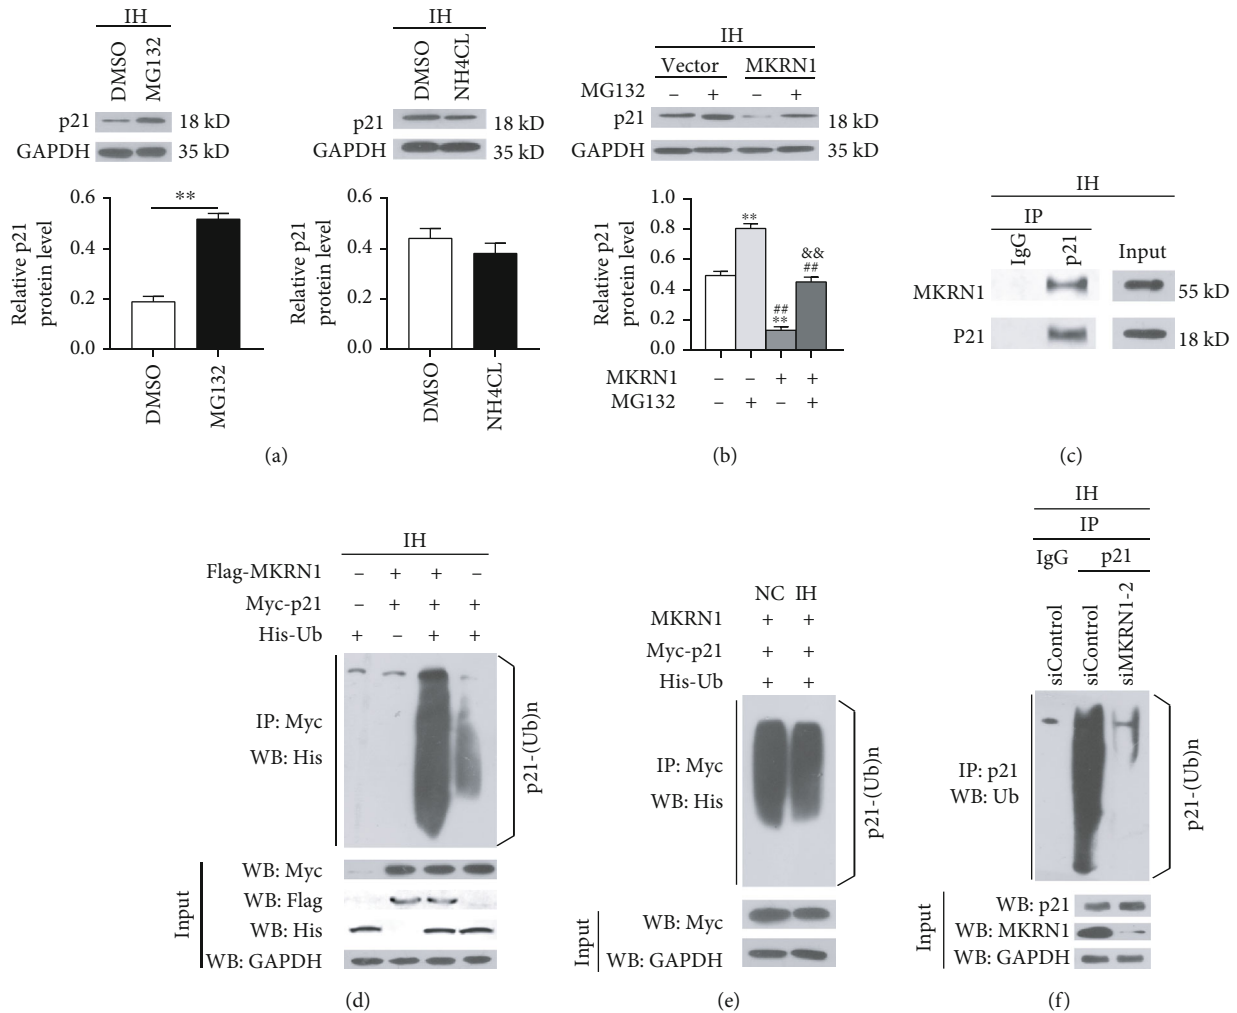 IH
DMSO
MG132
p21
18 kD
GAPDH
35 kD
Relative p21
protein level
0.6
0.4
0.2
0.0
**
DMSO
MG132
IH
DMSO
NH4CL
p21
18 kD
GAPDH
35 kD
Relative p21
protein level
0.6
0.4
0.2
0.0
DMSO
NH4CL
(a)
IH
Vector MKRN1
MG132 – + – +
p21
18 kD
GAPDH
35 kD
Relative p21
protein level
1.0
0.8
0.6
0.4
0.2
0.0
**
##
**
&&
##
MKRN1 – – + +
MG132 – + – +
(b)
IH
IP
IgG
p21
Input
MKRN1
55 kD
P21
18 kD
(c)
IH
Flag-MKRN1 – + + –
Myc-p21 – + + +
His-Ub + – + +
IP: Myc
WB: His
p21-(Ub)n
Input
WB: Myc
WB: Flag
WB: His
WB: GAPDH
(d)
NC IH
MKRN1 + +
Myc-p21 + +
His-Ub + +
IP: Myc
WB: His
p21-(Ub)n
Input
WB: Myc
WB: GAPDH
(e)
IH
IP
IgG p21
siControl
siControl
siMKRN1-2
IP: p21
WB: Ub
p21-(Ub)n
Input
WB: p21
WB: MKRN1
WB: GAPDH
(f)